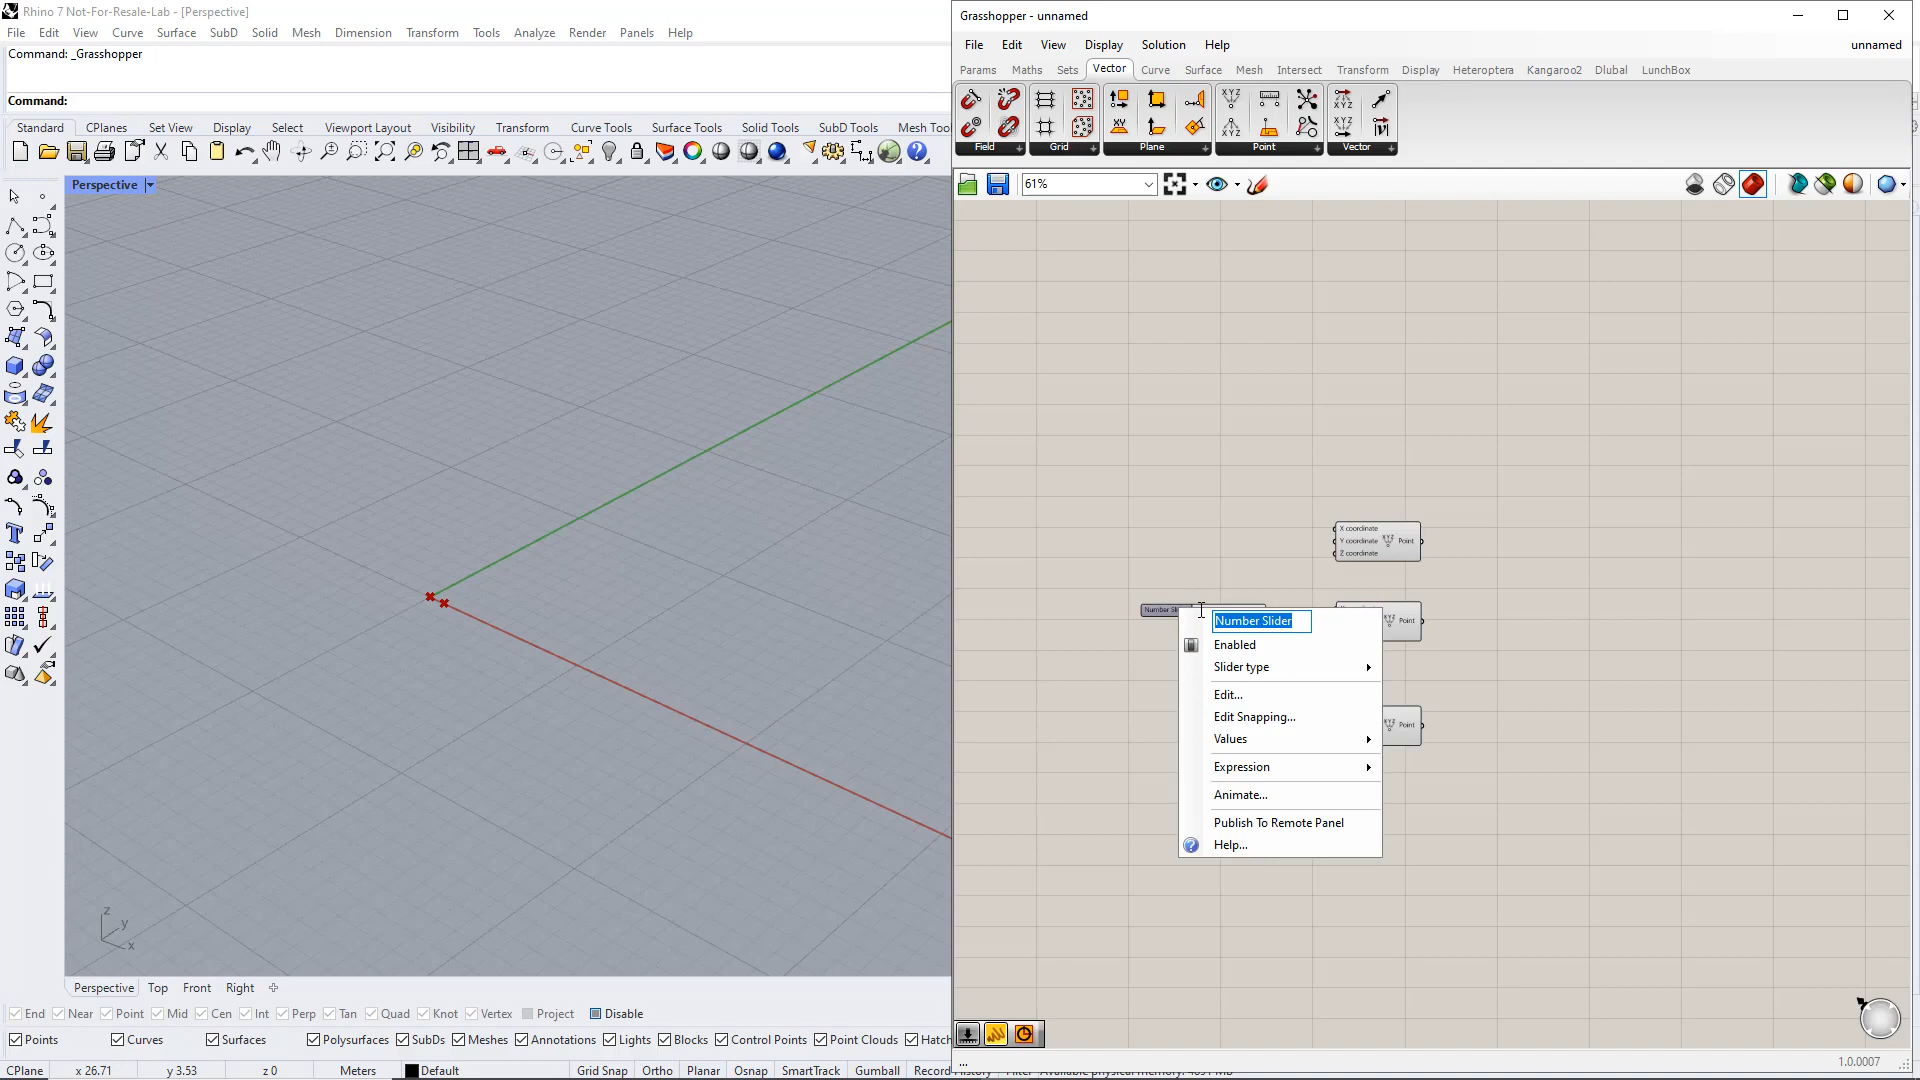 Rhino 7 Not-For-Resale-Lab - [Perspective]
File Edit View Curve Surface SubD Solid Mesh Dimension Transform Tools Analyze Render Panels Help
Command: _Grasshopper
Command:
Standard CPlanes Set View Display Select Viewport Layout Visibility Transform Curve Tools Surface Tools Solid Tools SubD Tools Mesh Too
Perspective
z
y
x
Perspective Top Front Right
End Near Point Mid Cen Int Perp Tan Quad Knot Vertex Project Disable
Points Curves Surfaces Polysurfaces SubDs Meshes Annotations Lights Blocks Control Points Point Clouds Hatch
CPlane x 26.71 y 3.53 z 0 Meters Default Grid Snap Ortho Planar Osnap SmartTrack Gumball Record History
Grasshopper - unnamed
File Edit View Display Solution Help unnamed
Params Maths Sets Vector Curve Surface Mesh Intersect Transform Display Heteroptera Kangaroo2 Dlubal LunchBox
Field Grid Plane Point Vector
61%
X coordinate
Y coordinate
Z coordinate
XYZ
Point
Number Sli
XYZ
Point
XYZ
Point
Number Slider
Enabled
Slider type
Edit...
Edit Snapping...
Values
Expression
Animate...
Publish To Remote Panel
Help...
...
1.0.0007